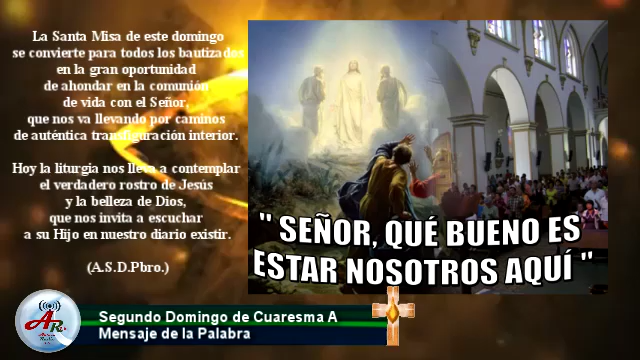 La Santa Misa de este domingo
se convierte para todos los bautizados
en la gran oportunidad
de ahondar en la comunión
de vida con el Señor,
que nos va llevando por caminos
de auténtica transfiguración interior.
Hoy la liturgia nos lleva a contemplar
el verdadero rostro de Jesús
y la belleza de Dios,
que nos invita a escuchar
a su Hijo en nuestro diario existir.
(A.S.D.Pbro.)
" SEÑOR, QUÉ BUENO ES
ESTAR NOSOTROS AQUÍ "
AR
Segundo Domingo de Cuaresma A
Mensaje de la Palabra